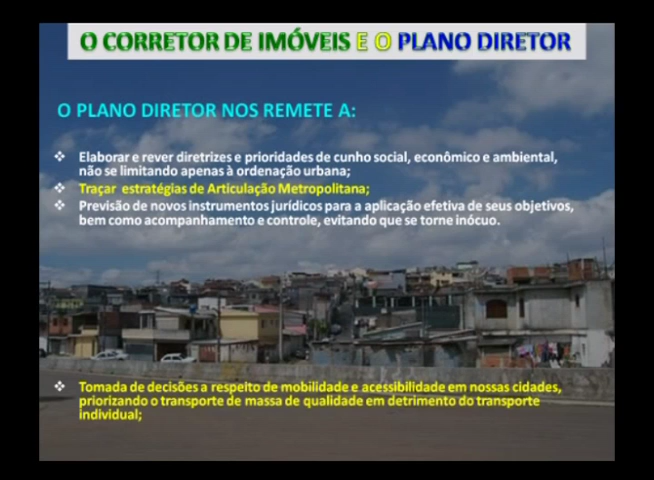 O CORRETOR DE IMÓVEIS E O PLANO DIRETOR
O PLANO DIRETOR NOS REMETE A:
❖ Elaborar e rever diretrizes e prioridades de cunho social, econômico e ambiental,
não se limitando apenas à ordenação urbana;
❖ Traçar estratégias de Articulação Metropolitana;
❖ Previsão de novos instrumentos jurídicos para a aplicação efetiva de seus objetivos,
bem como acompanhamento e controle, evitando que se torne inócuo.
❖ Tomada de decisões a respeito de mobilidade e acessibilidade em nossas cidades,
priorizando o transporte de massa de qualidade em detrimento do transporte
individual;